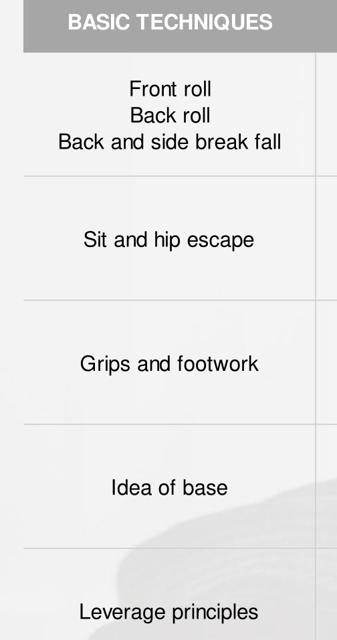 BASIC TECHNIQUES
Front roll
Back roll
Back and side break fall
Sit and hip escape
Grips and footwork
Idea of base
Leverage principles